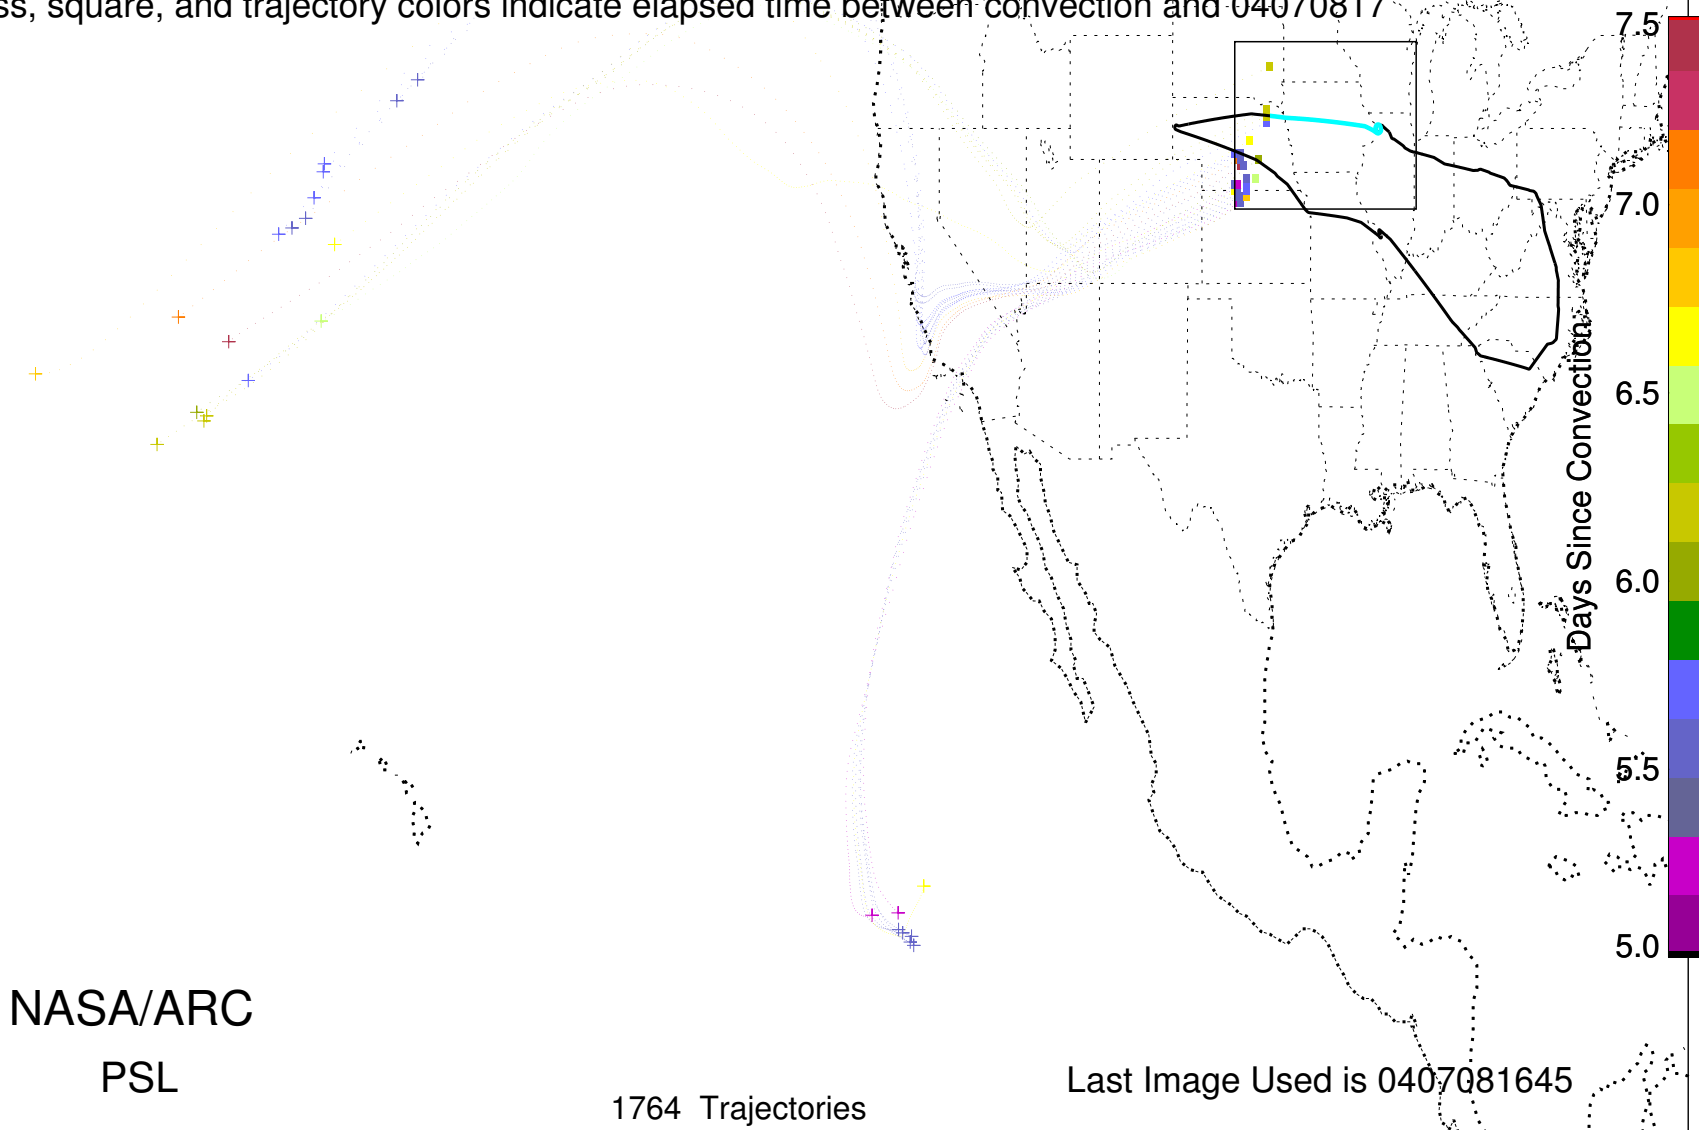 ss, square, and trajectory colors indicate elapsed time between convection and 04070817
7.5
7.0
6.5
6.0
5.5
5.0
Days Since Convection
NASA/ARC
PSL
Last Image Used is 0407081645
1764 Trajectories